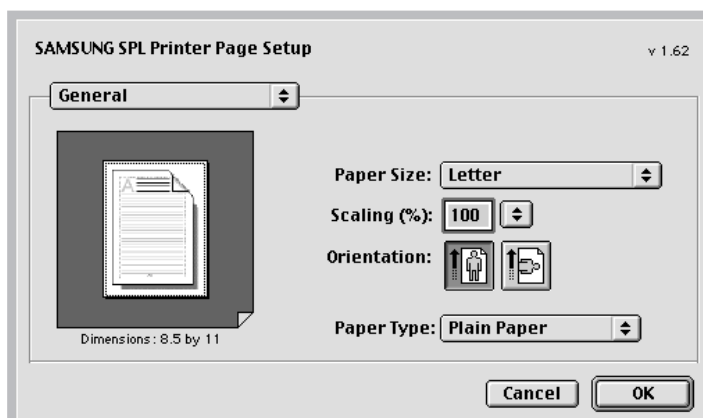 SAMSUNG SPL Printer Page Setup
v 1.62
General
Paper Size: Letter
Scaling (%): 100
Orientation:
Dimensions: 8.5 by 11
Paper Type: Plain Paper
Cancel
OK